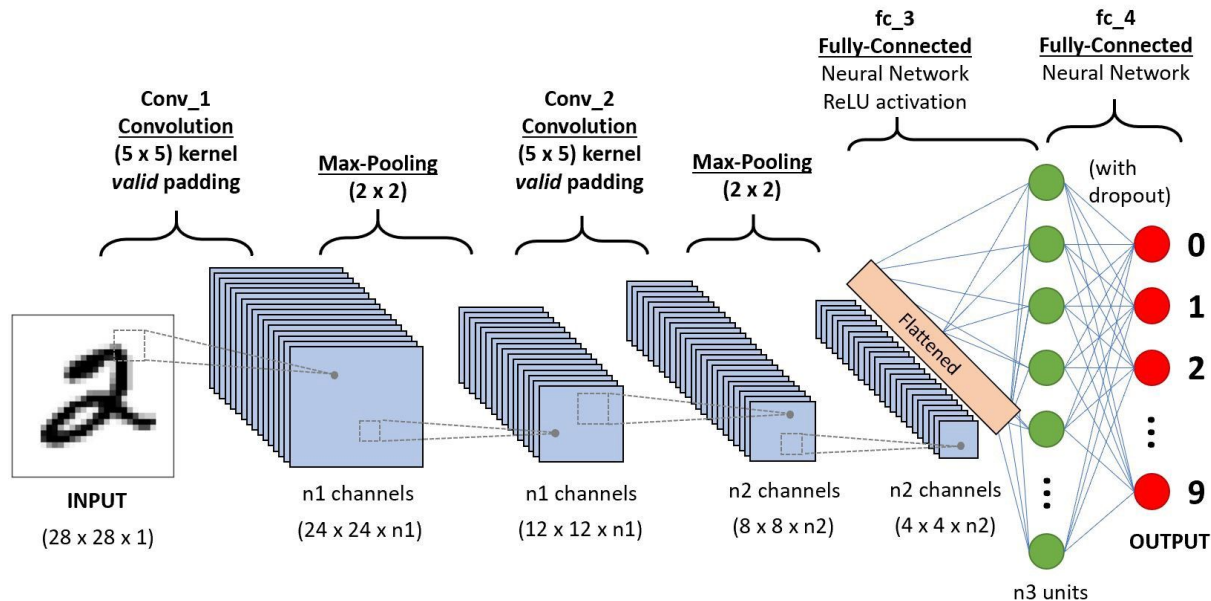 Conv_1
Convolution
(5 x 5) kernel
valid padding
Max-Pooling
(2 x 2)
Conv_2
Convolution
(5 x 5) kernel
valid padding
Max-Pooling
(2 x 2)
fc_3
Fully-Connected
Neural Network
ReLU activation
fc_4
Fully-Connected
Neural Network
(with
dropout)
2
INPUT
(28 x 28 x 1)
n1 channels
(24 x 24 x n1)
n1 channels
(12 x 12 x n1)
n2 channels
(8 x 8 x n2)
n2 channels
(4 x 4 x n2)
Flattened
n3 units
0
1
2
9
OUTPUT